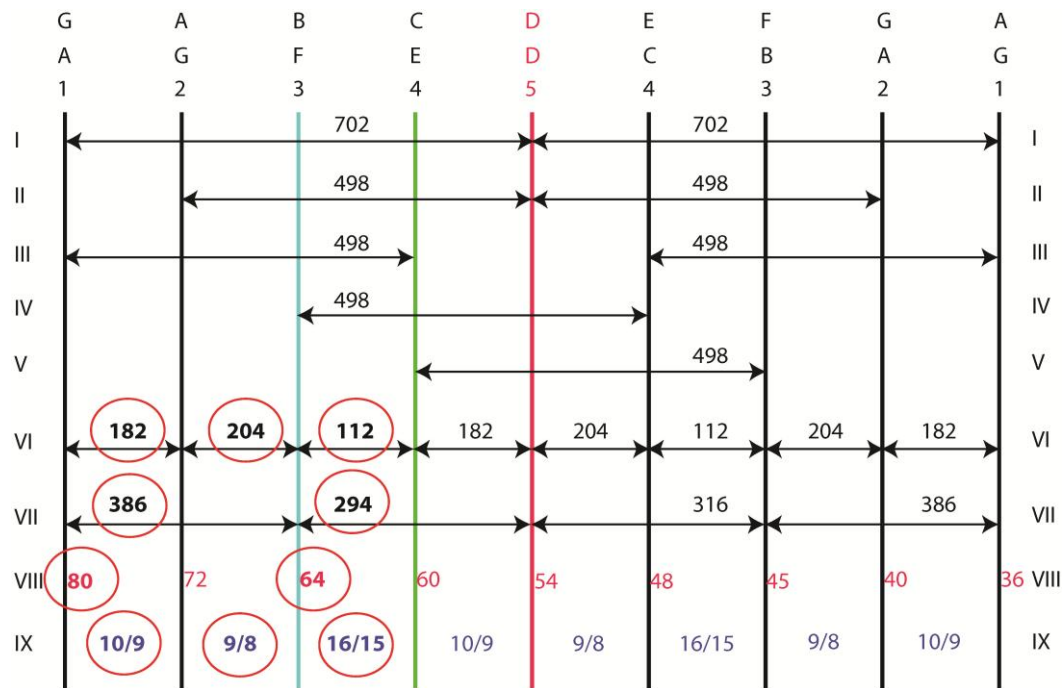 G A B C D E F G A
A G F E D C B A G
1 2 3 4 5 4 3 2 1
I 702 702 I
II 498 498 II
III 498 498 III
IV 498 IV
V 498 V
VI 182 204 112 182 204 112 204 182 VI
VII 386 294 316 386 VII
VIII 80 72 64 60 54 48 45 40 36 VIII
IX 10/9 9/8 16/15 10/9 9/8 16/15 9/8 10/9 IX